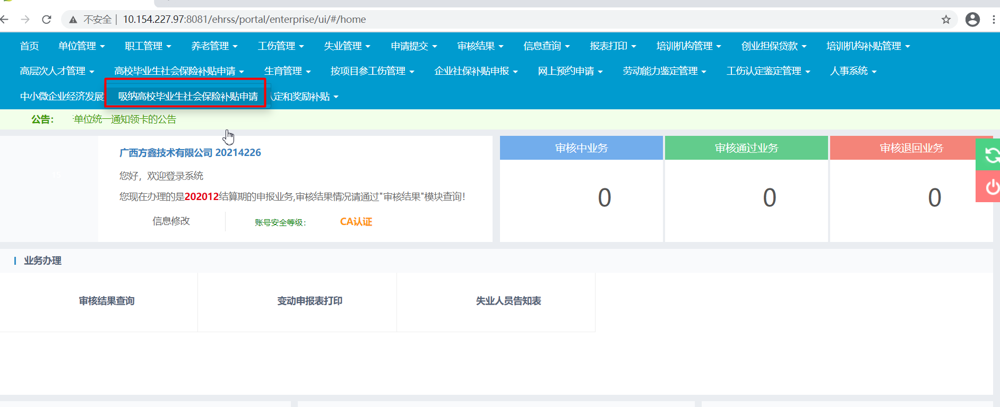 不安全 | 10.154.227.97:8081/ehrss/portal/enterprise/ui/#/home
首页 单位管理 职工管理 养老管理 工伤管理 失业管理 申请提交 审核结果 信息查询 报表打印 培训机构管理 创业担保贷款 培训机构补贴管理
高层次人才管理 高校毕业生社会保险补贴申请 生育管理 按项目参工伤管理 企业社保补贴申报 网上预约申请 劳动能力鉴定管理 工伤认定鉴定管理 人事系统
中小微企业经济发展 吸纳高校毕业生社会保险补贴申请 定和奖励补贴
公告： 单位统一通知领卡的公告
广西方鑫技术有限公司 20214226
您好，欢迎登录系统
您现在办理的是202012结算期的申报业务,审核结果情况请通过"审核结果"模块查询！
信息修改 账号安全等级： CA认证
审核中业务 审核通过业务 审核退回业务
0 0 0
业务办理
审核结果查询 变动申报表打印 失业人员告知表